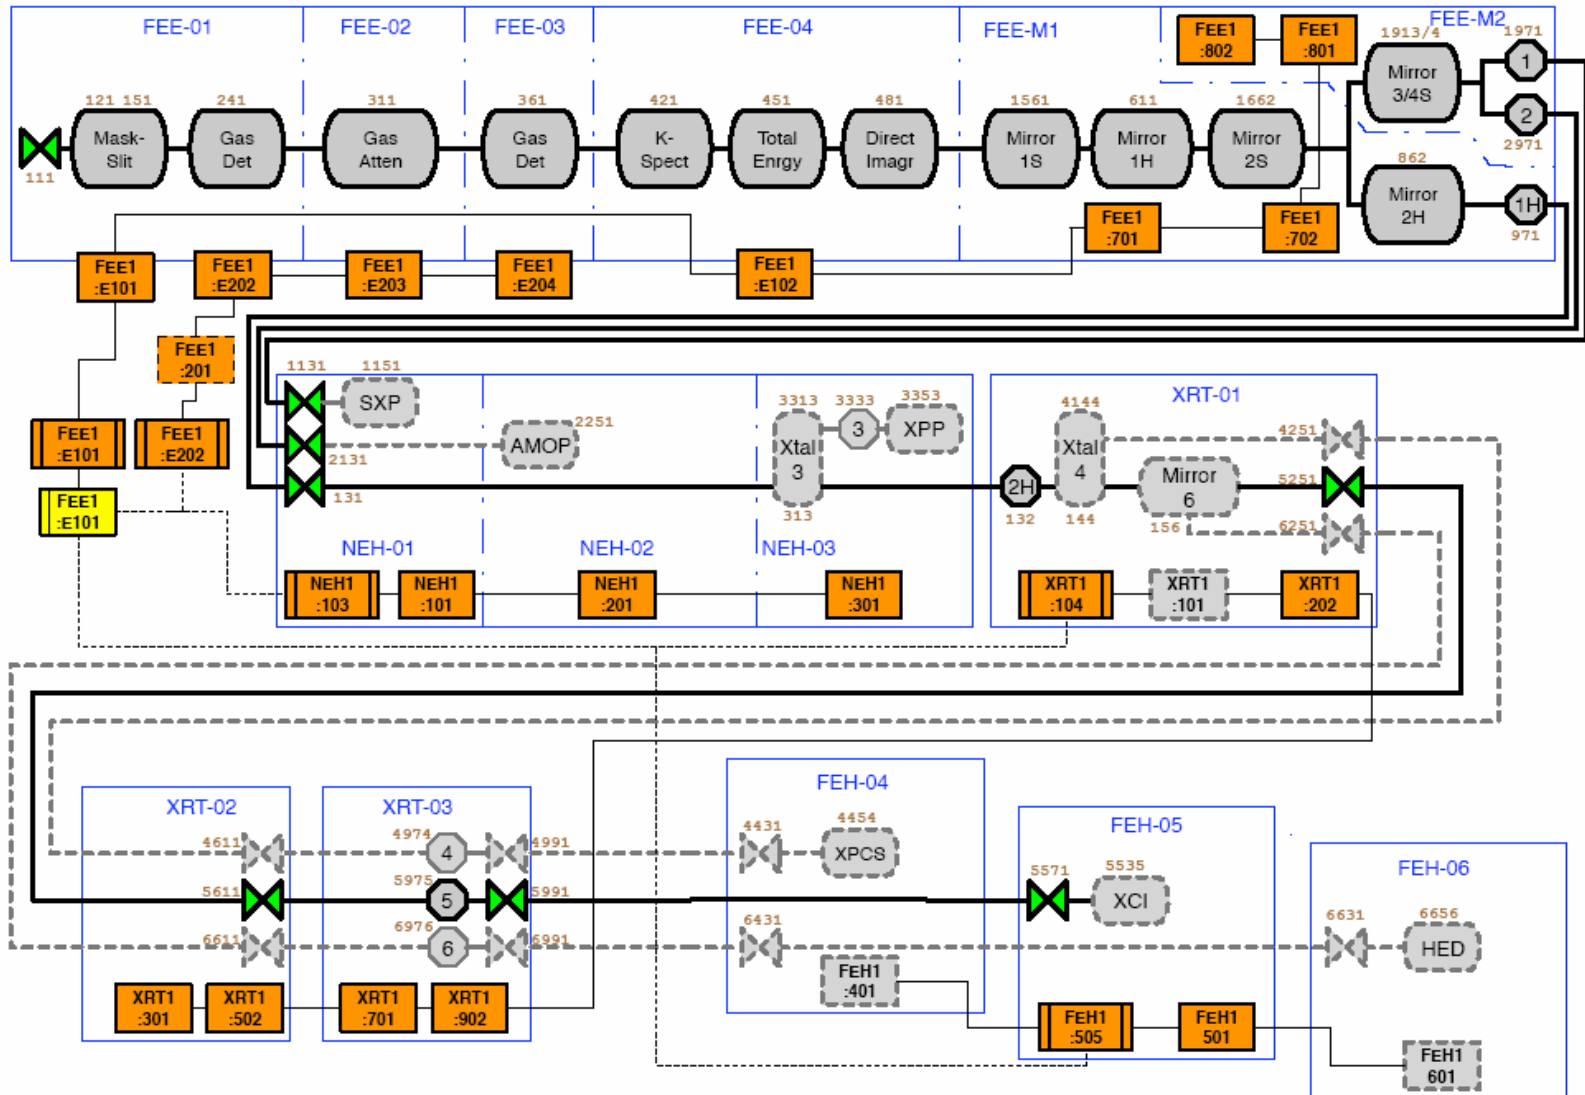 FEE-01
FEE-02
FEE-03
FEE-04
FEE-M1
FEE-M2
FEE1
:802
FEE1
:801
1913/4
1971
121 151
241
311
361
421
451
481
1561
611
1662
Mask-
Slit
Gas
Det
Gas
Atten
Gas
Det
K-
Spect
Total
Enrgy
Direct
Imagr
Mirror
1S
Mirror
1H
Mirror
2S
Mirror
3/4S
1
2
2971
111
862
Mirror
2H
1H
971
FEE1
:701
FEE1
:702
FEE1
:E101
FEE1
:E202
FEE1
:E203
FEE1
:E204
FEE1
:E102
FEE1
:201
FEE1
:E101
FEE1
:E202
FEE1
:E101
1131
1151
SXP
2131
2251
AMOP
131
3313
3333
3353
Xtal
3
3
XPP
313
XRT-01
4144
4251
Xtal
4
Mirror
6
2H
5251
132
144
156
6251
NEH-01
NEH-02
NEH-03
NEH1
:103
NEH1
:101
NEH1
:201
NEH1
:301
XRT1
:104
XRT1
:101
XRT1
:202
XRT-02
XRT-03
FEH-04
FEH-05
FEH-06
4611
4974
4
4991
4431
4454
XPCS
5611
5975
5
5991
5571
5535
XCI
6611
6976
6
6991
6431
6631
6656
HED
XRT1
:301
XRT1
:502
XRT1
:701
XRT1
:902
FEH1
:401
FEH1
:505
FEH1
501
FEH1
601